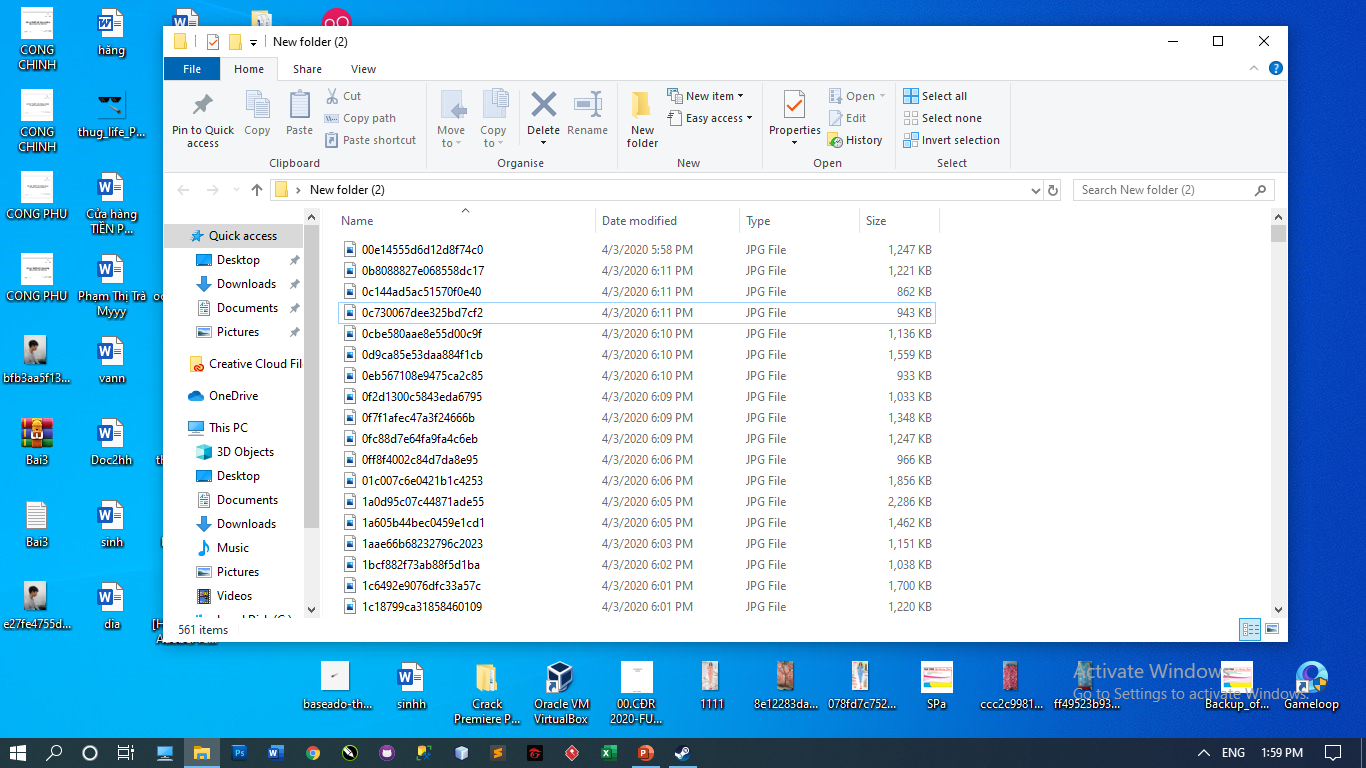 CONG CHINH
hăng
New folder (2)
File Home Share View
Pin to Quick access
Copy
Paste
Cut
Copy path
Paste shortcut
Clipboard
Move to
Copy to
Delete
Rename
Organise
New folder
New item
Easy access
New
Properties
Open
Edit
History
Open
Select all
Select none
Invert selection
Select
New folder (2)
Search New folder (2)
CONG CHINH
thug_life_P...
CONG PHU
Cửa hàng TIẾN P...
CONG PHU
Phạm Thị Trà Myyy
bfb3aa5f13...
vann
Bai3
Doc2hh
Bai3
sinh
e27fe4755d...
dia
Quick access
Desktop
Downloads
Documents
Pictures
Creative Cloud Fil
OneDrive
This PC
3D Objects
Desktop
Documents
Downloads
Music
Pictures
Videos
Name Date modified Type Size
00e14555d6d12d8f74c0 4/3/2020 5:58 PM JPG File 1,247 KB
0b8088827e068558dc17 4/3/2020 6:11 PM JPG File 1,221 KB
0c144ad5ac51570f0e40 4/3/2020 6:11 PM JPG File 862 KB
0c730067dee325bd7cf2 4/3/2020 6:11 PM JPG File 943 KB
0cbe580aae8e55d00c9f 4/3/2020 6:10 PM JPG File 1,136 KB
0d9ca85e53daa884f1cb 4/3/2020 6:10 PM JPG File 1,559 KB
0eb567108e9475ca2c85 4/3/2020 6:10 PM JPG File 933 KB
0f2d1300c5843eda6795 4/3/2020 6:09 PM JPG File 1,033 KB
0f7f1afec47a3f24666b 4/3/2020 6:09 PM JPG File 1,348 KB
0fc88d7e64fa9fa4c6eb 4/3/2020 6:09 PM JPG File 1,247 KB
0ff8f4002c84d7da8e95 4/3/2020 6:06 PM JPG File 966 KB
01c007c6e0421b1c4253 4/3/2020 6:06 PM JPG File 1,856 KB
1a0d95c07c44871ade55 4/3/2020 6:05 PM JPG File 2,286 KB
1a605b44bec0459e1cd1 4/3/2020 6:05 PM JPG File 1,462 KB
1aae66b68232796c2023 4/3/2020 6:03 PM JPG File 1,151 KB
1bcf882f73ab88f5d1ba 4/3/2020 6:02 PM JPG File 1,038 KB
1c6492e9076dfc33a57c 4/3/2020 6:01 PM JPG File 1,700 KB
1c18799ca31858460109 4/3/2020 6:01 PM JPG File 1,220 KB
561 items
baseado-th...
sinhh
Crack Premiere P...
Oracle VM VirtualBox
00.CĐR 2020-FU...
1111
8e12283da...
078fd7c752...
SPa
ccc2c9981...
ff49523b93...
Backup_of...
Gameloop
Activate Windows
Go to Settings to activate Windows.
ENG
1:59 PM